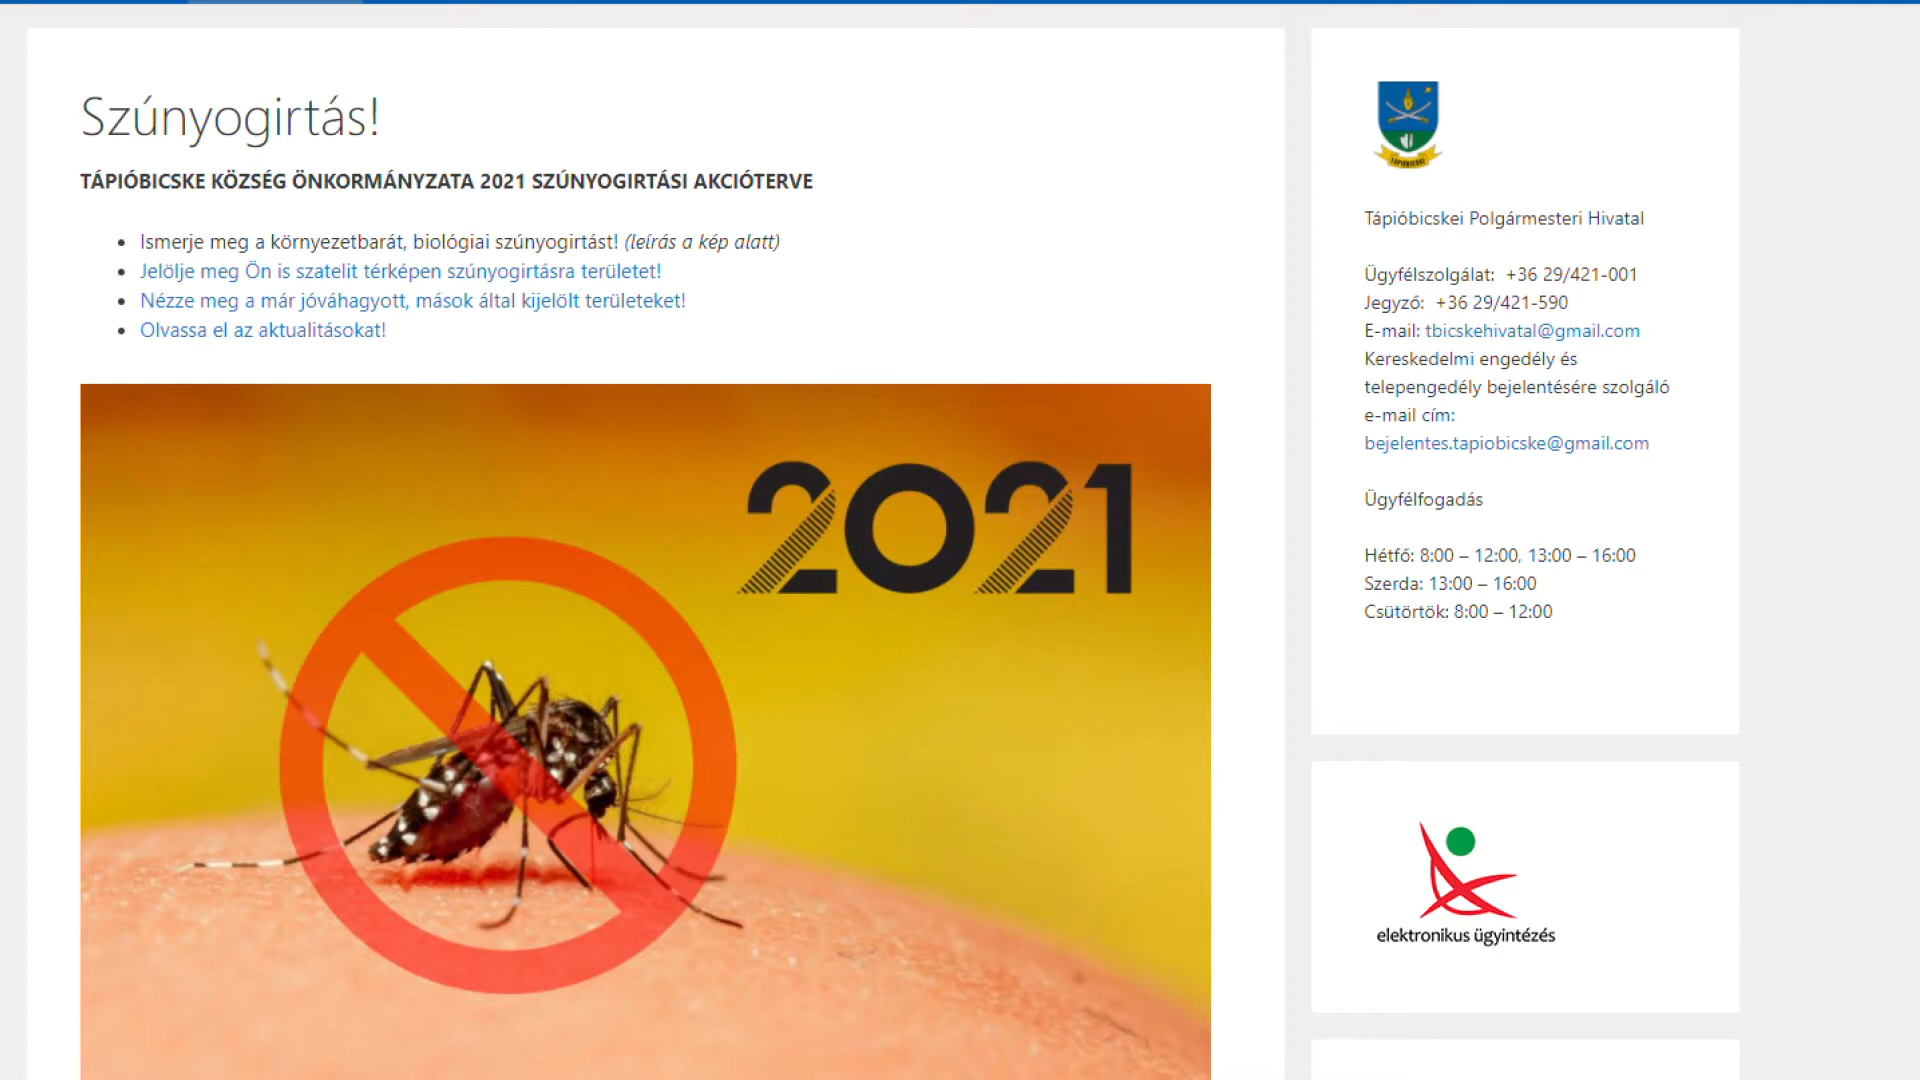 Szúnyogirtás!
TÁPIÓBICSKE KÖZSÉG ÖNKORMÁNYZATA 2021 SZÚNYOGIRTÁSI AKCIÓTERVE
Ismerje meg a környezetbarát, biológiai szúnyogirtást! (leírás a kép alatt)
Jelölje meg Ön is szatelit térképen szúnyogirtásra területet!
Nézze meg a már jóváhagyott, mások által kijelölt területeket!
Olvassa el az aktualitásokat!
2021
TÁPIÓBICSKE
Tápióbicskei Polgármesteri Hivatal
Ügyfélszolgálat: +36 29/421-001
Jegyző: +36 29/421-590
E-mail: tbicskehivatal@gmail.com
Kereskedelmi engedély és
telepengedély bejelentésére szolgáló
e-mail cím:
bejelentes.tapiobicske@gmail.com
Ügyfélfogadás
Hétfő: 8:00 – 12:00, 13:00 – 16:00
Szerda: 13:00 – 16:00
Csütörtök: 8:00 – 12:00
elektronikus ügyintézés